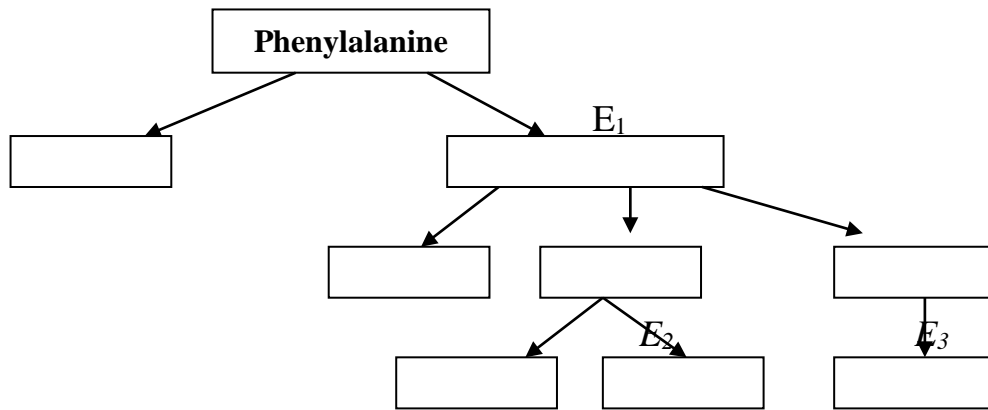 Phenylalanine
E₁
E₂
E₃